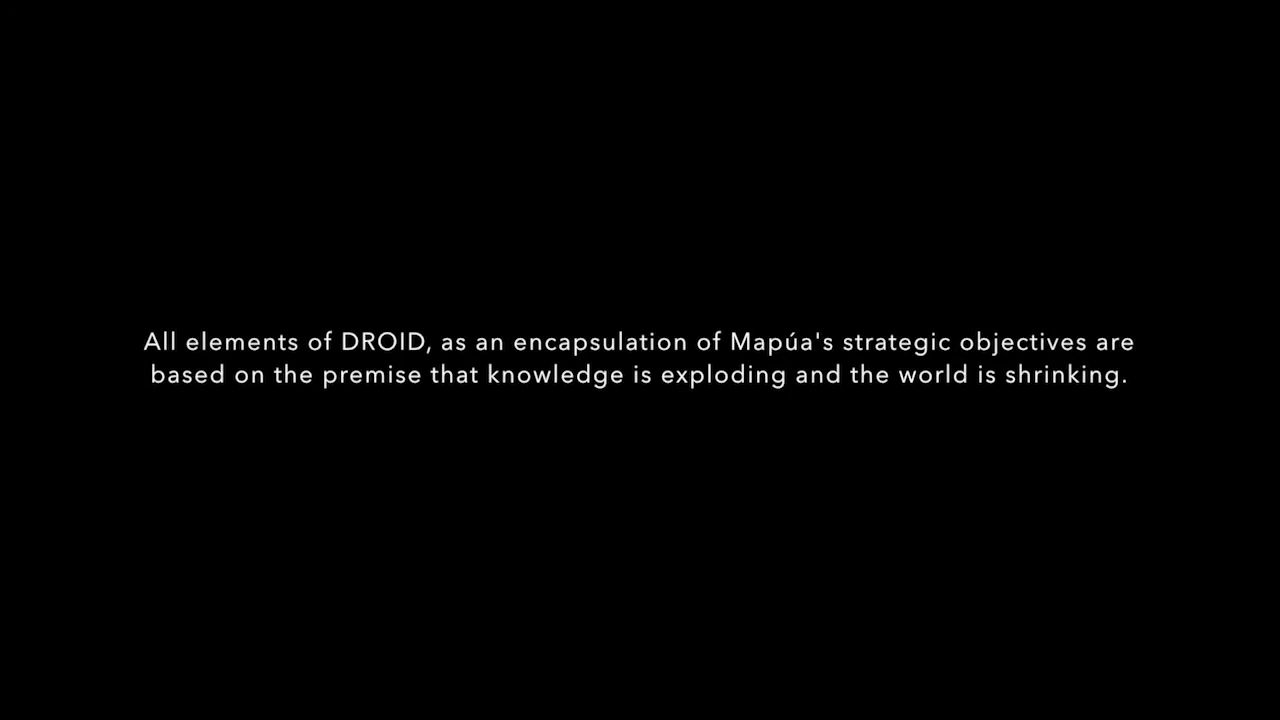 All elements of DROID, as an encapsulation of Mapúa's strategic objectives are
based on the premise that knowledge is exploding and the world is shrinking.